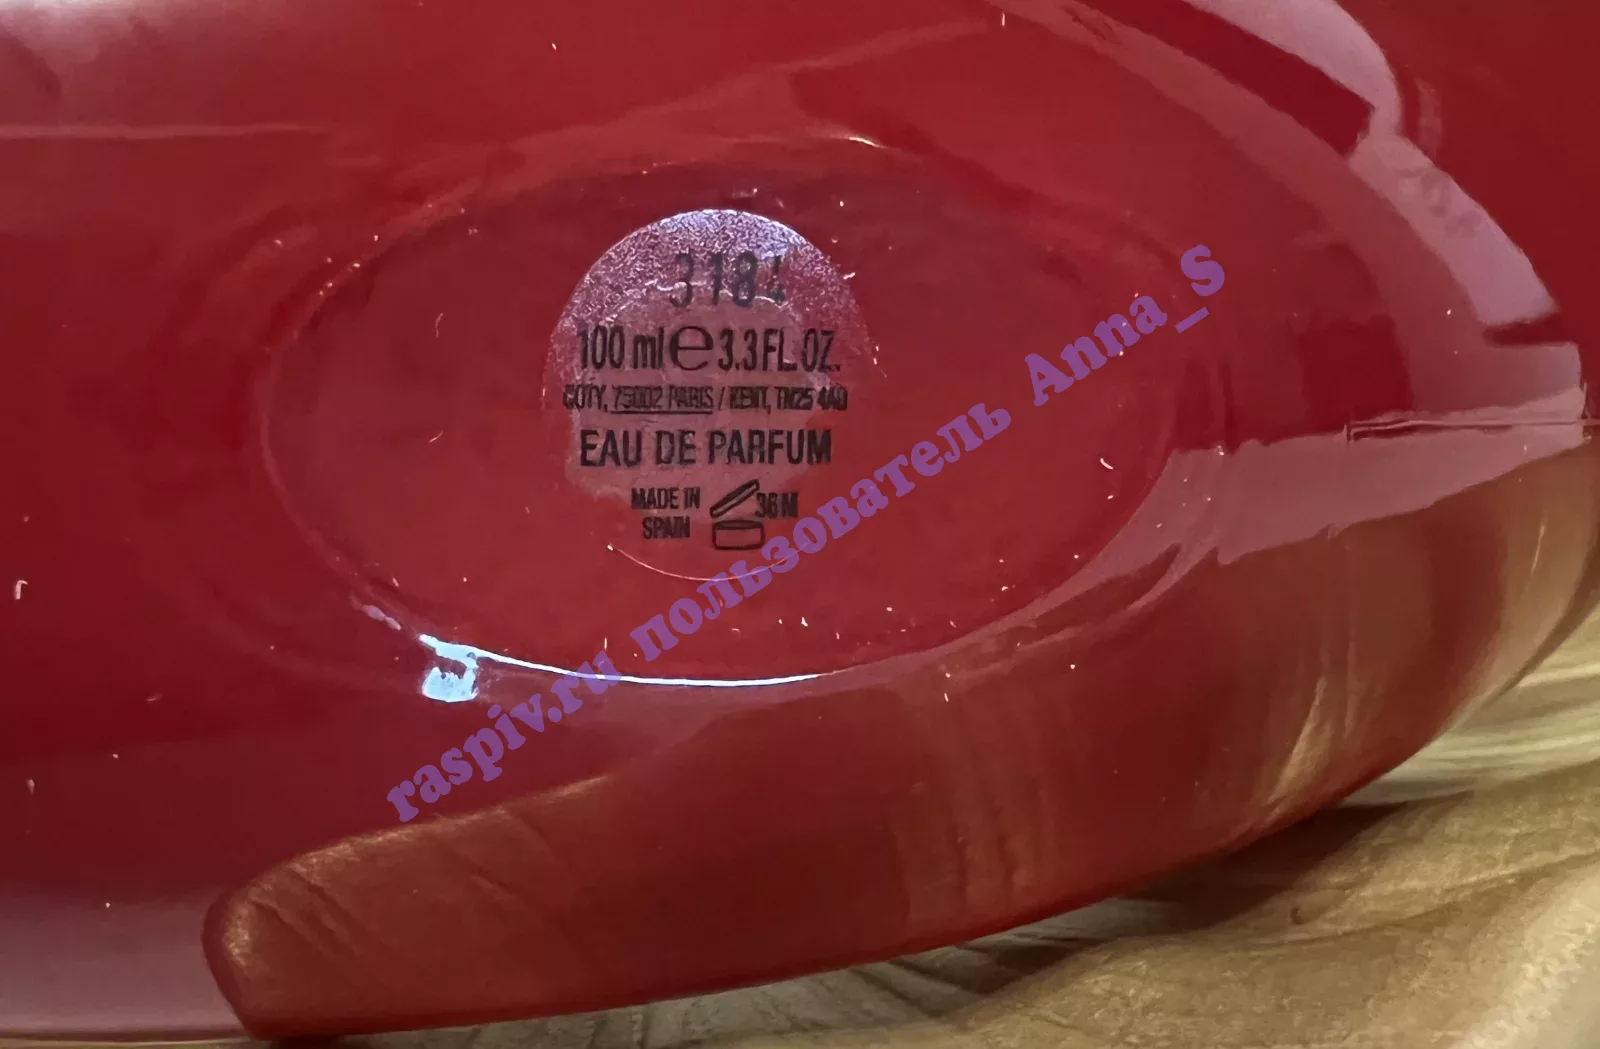 3184
100 ml e 3.3 FL. OZ.
COTY, 75002 PARIS / KENT, TN25 4AQ
EAU DE PARFUM
MADE IN
SPAIN
36 M
raspiv.ru пользователь Anna_S